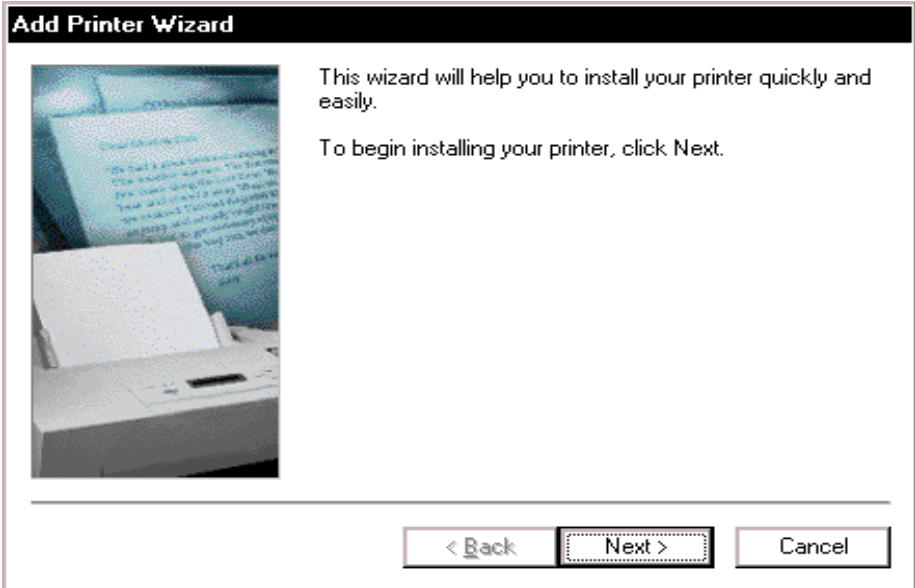 Add Printer Wizard
This wizard will help you to install your printer quickly and
easily.
To begin installing your printer, click Next.
< Back
Next >
Cancel